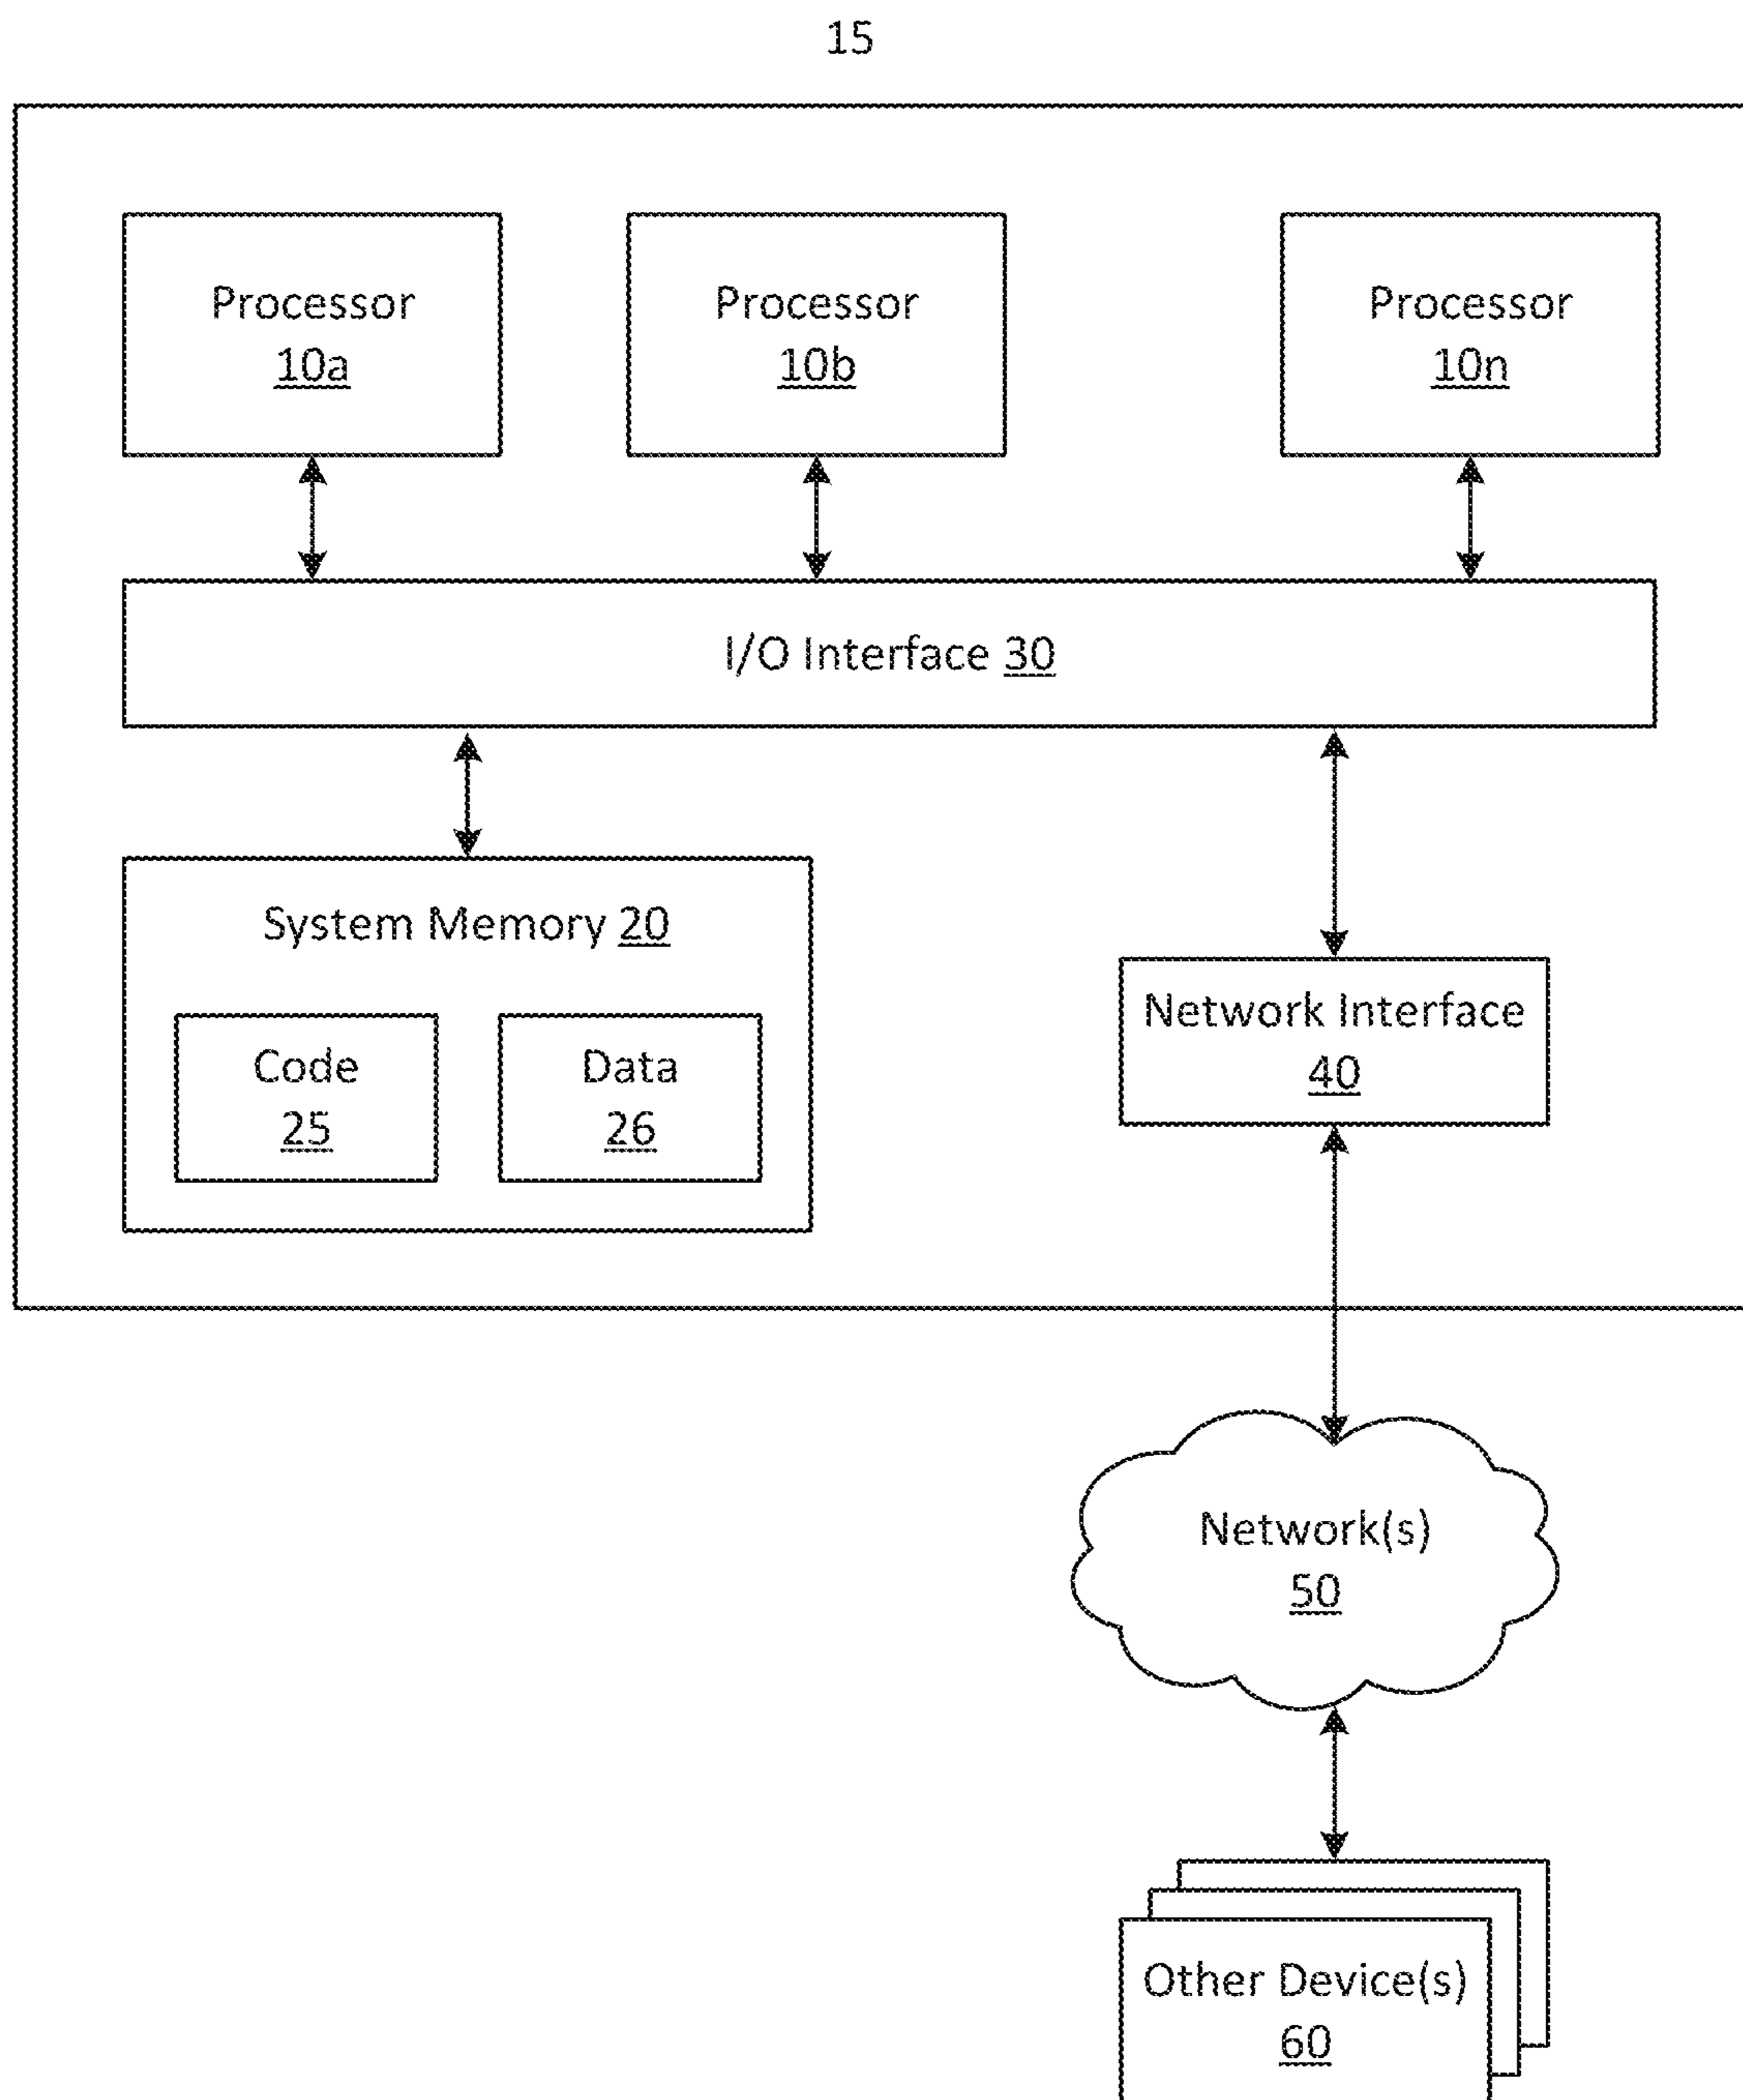 15
Processor
10a
Processor
10b
Processor
10n
I/O Interface 30
System Memory 20
Code
25
Data
26
Network Interface
40
Network(s)
50
Other Device(s)
60